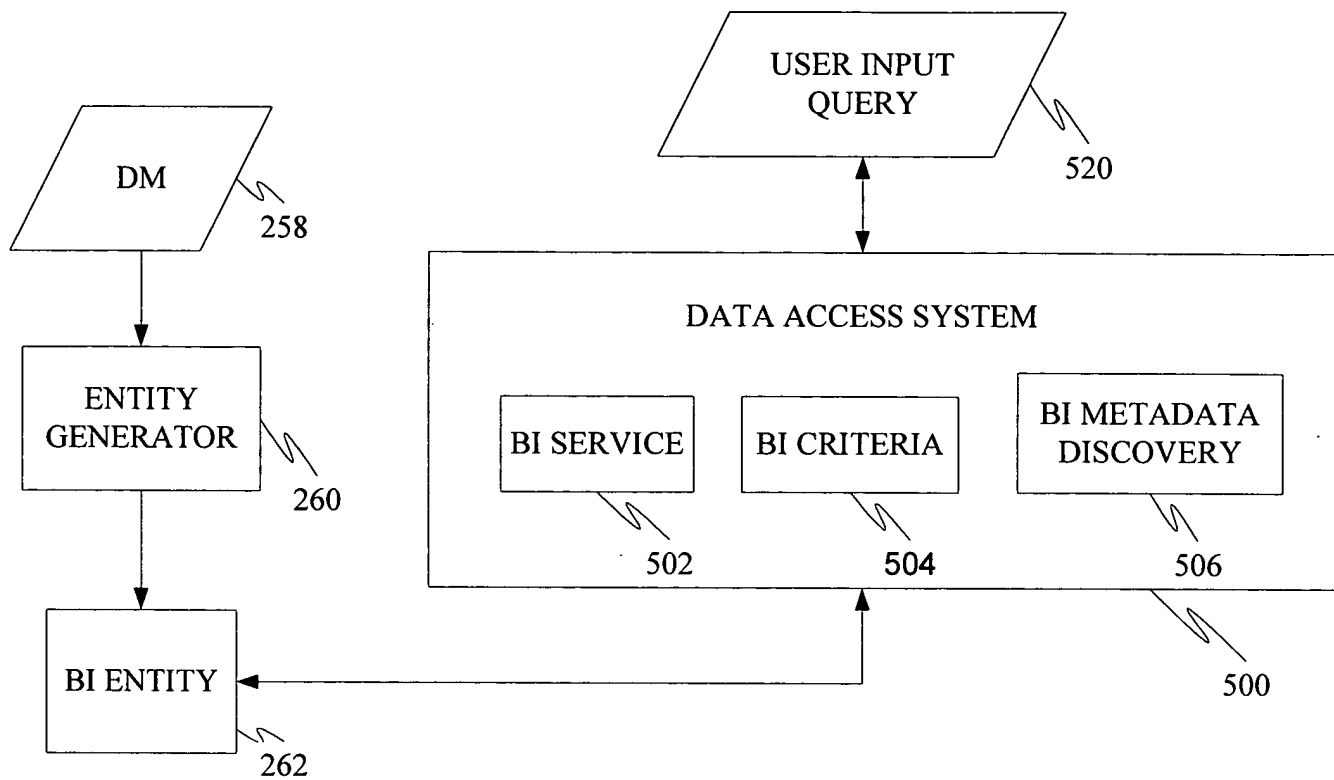 USER INPUT
QUERY
520
DM
258
DATA ACCESS SYSTEM
ENTITY
GENERATOR
260
BI SERVICE
502
BI CRITERIA
504
BI METADATA
DISCOVERY
506
500
BI ENTITY
262